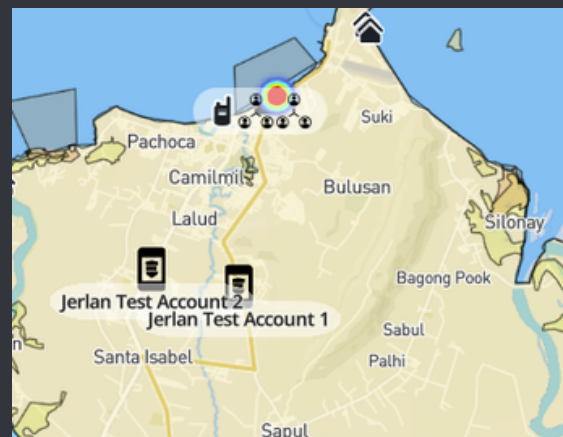 Suki
Pachoca
Camilmil
Bulusan
Lalud
Silonay
Bagong Pook
Jerlan Test Account 2
Jerlan Test Account 1
Sabul
Santa Isabel
Palhi
Sapul
n